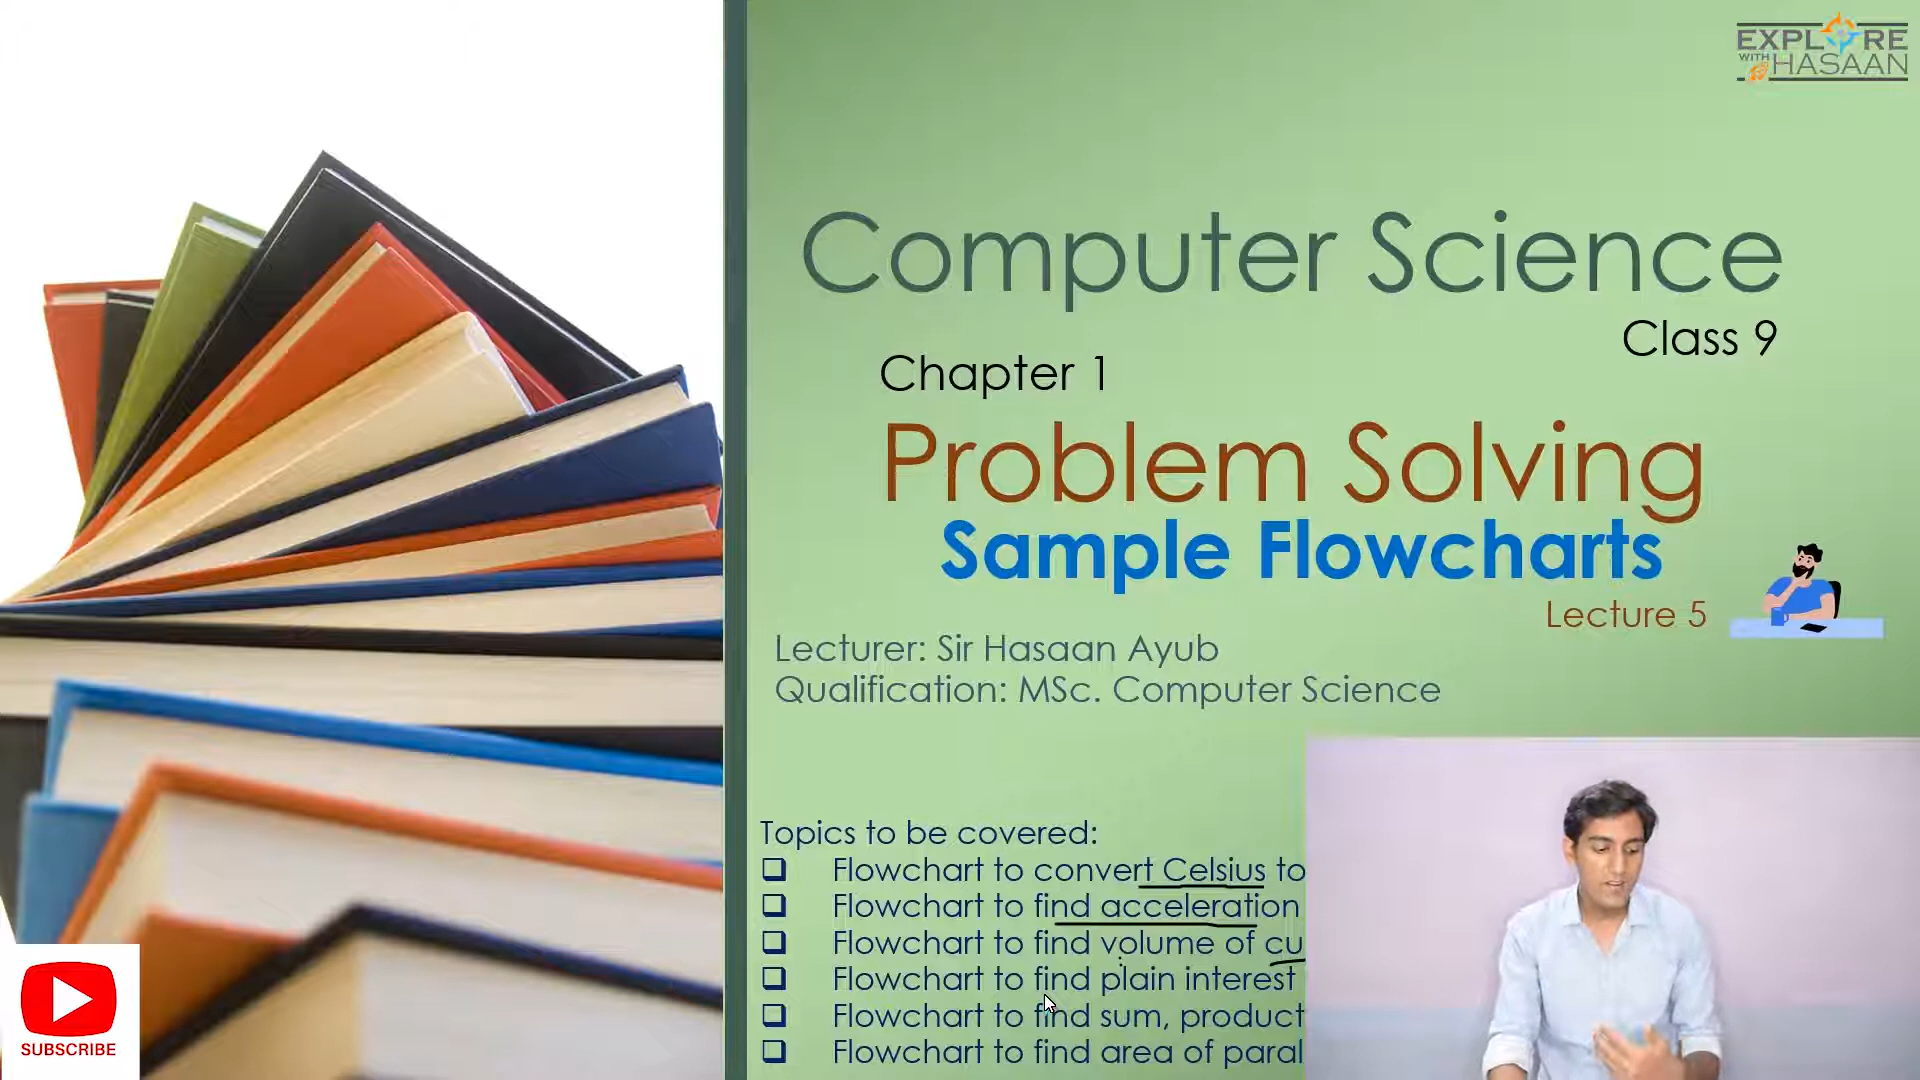 EXPLORE
WITH HASAAN
Computer Science
Class 9
Chapter 1
Problem Solving
Sample Flowcharts
Lecture 5
Lecturer: Sir Hasaan Ayub
Qualification: MSc. Computer Science
Topics to be covered:
Flowchart to convert Celsius to
Flowchart to find acceleration
Flowchart to find volume of cu
Flowchart to find plain interest
Flowchart to find sum, product
Flowchart to find area of paral
SUBSCRIBE